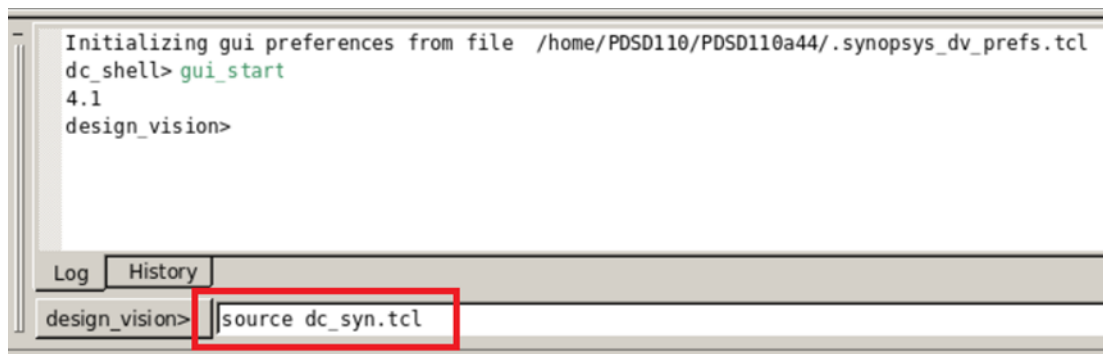 Initializing gui preferences from file  /home/PDSD110/PDSD110a44/.synopsys_dv_prefs.tcl
dc_shell> gui_start
4.1
design_vision>
Log History
design_vision> source dc_syn.tcl